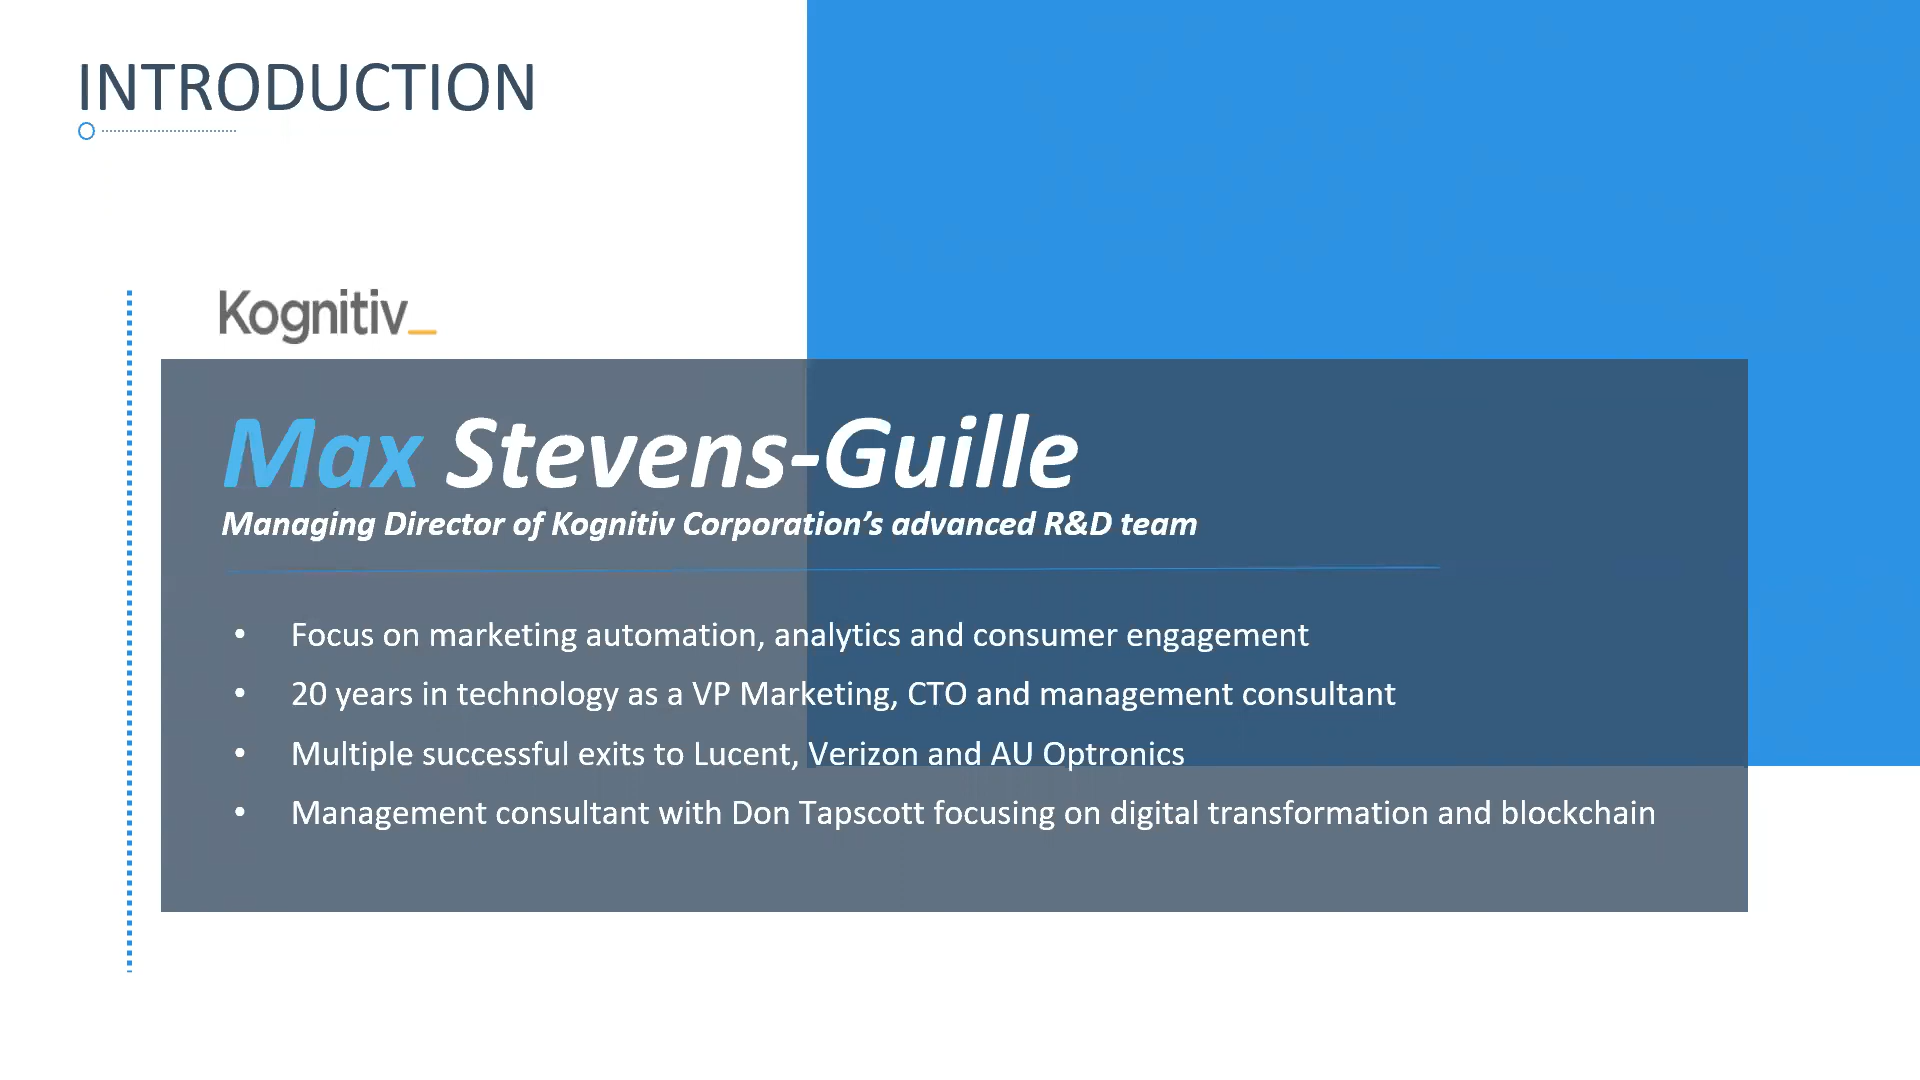 INTRODUCTION
Kognitiv_
Max Stevens-Guille
Managing Director of Kognitiv Corporation’s advanced R&D team
• Focus on marketing automation, analytics and consumer engagement
• 20 years in technology as a VP Marketing, CTO and management consultant
• Multiple successful exits to Lucent, Verizon and AU Optronics
• Management consultant with Don Tapscott focusing on digital transformation and blockchain